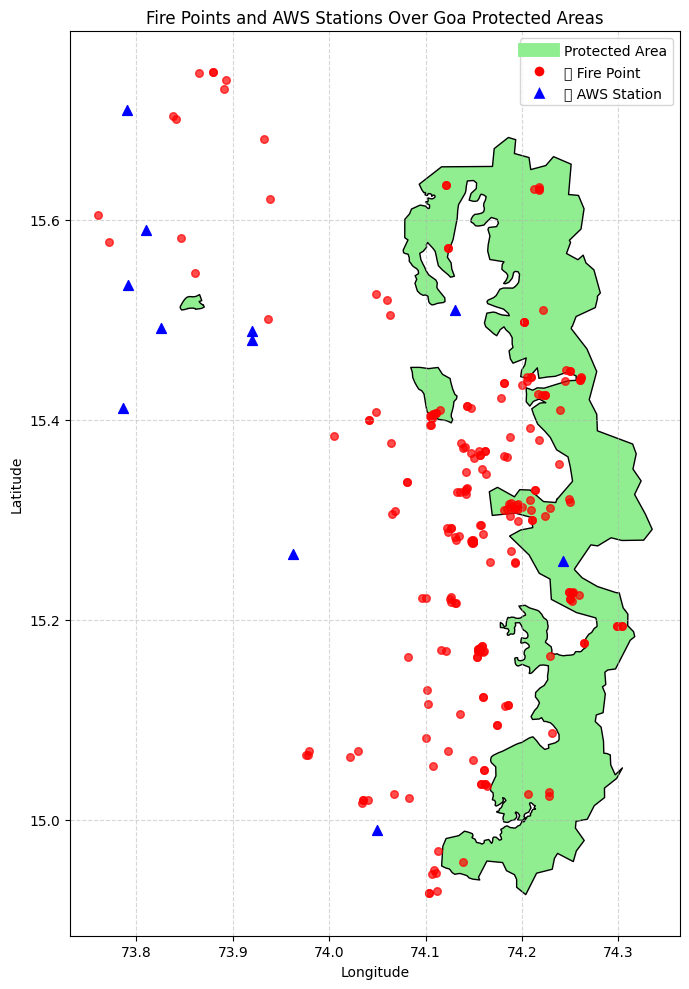 Fire Points and AWS Stations Over Goa Protected Areas
Protected Area
Fire Point
AWS Station
Latitude
15.6
15.4
15.2
15.0
73.8 73.9 74.0 74.1 74.2 74.3
Longitude